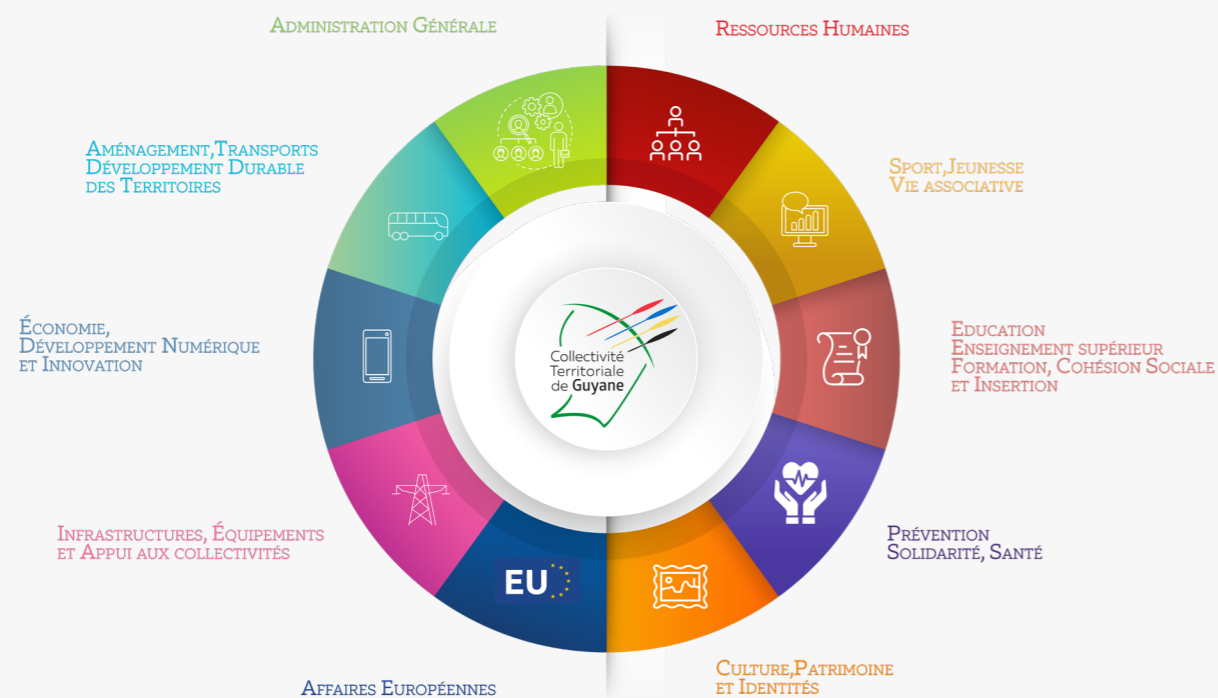 ADMINISTRATION GÉNÉRALE
RESSOURCES HUMAINES
AMÉNAGEMENT,TRANSPORTS
DÉVELOPPEMENT DURABLE
DES TERRITOIRES
SPORT,JEUNESSE
VIE ASSOCIATIVE
ÉCONOMIE,
DÉVELOPPEMENT NUMÉRIQUE
ET INNOVATION
Collectivité
Territoriale
de Guyane
EDUCATION
ENSEIGNEMENT SUPÉRIEUR
FORMATION, COHÉSION SOCIALE
ET INSERTION
INFRASTRUCTURES, ÉQUIPEMENTS
ET APPUI AUX COLLECTIVITÉS
PRÉVENTION
SOLIDARITÉ, SANTÉ
EU
AFFAIRES EUROPÉENNES
CULTURE,PATRIMOINE
ET IDENTITÉS